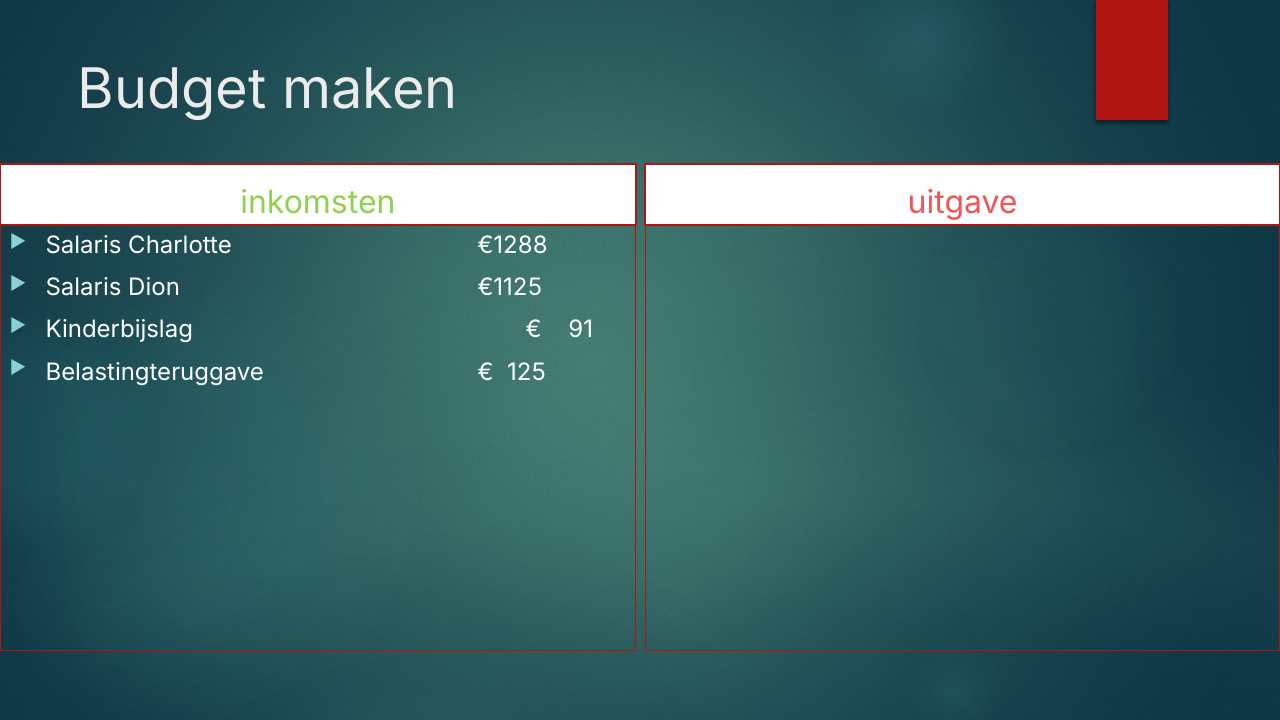 Budget maken
inkomsten
Salaris Charlotte €1288
Salaris Dion €1125
Kinderbijslag € 91
Belastingteruggave € 125
uitgave